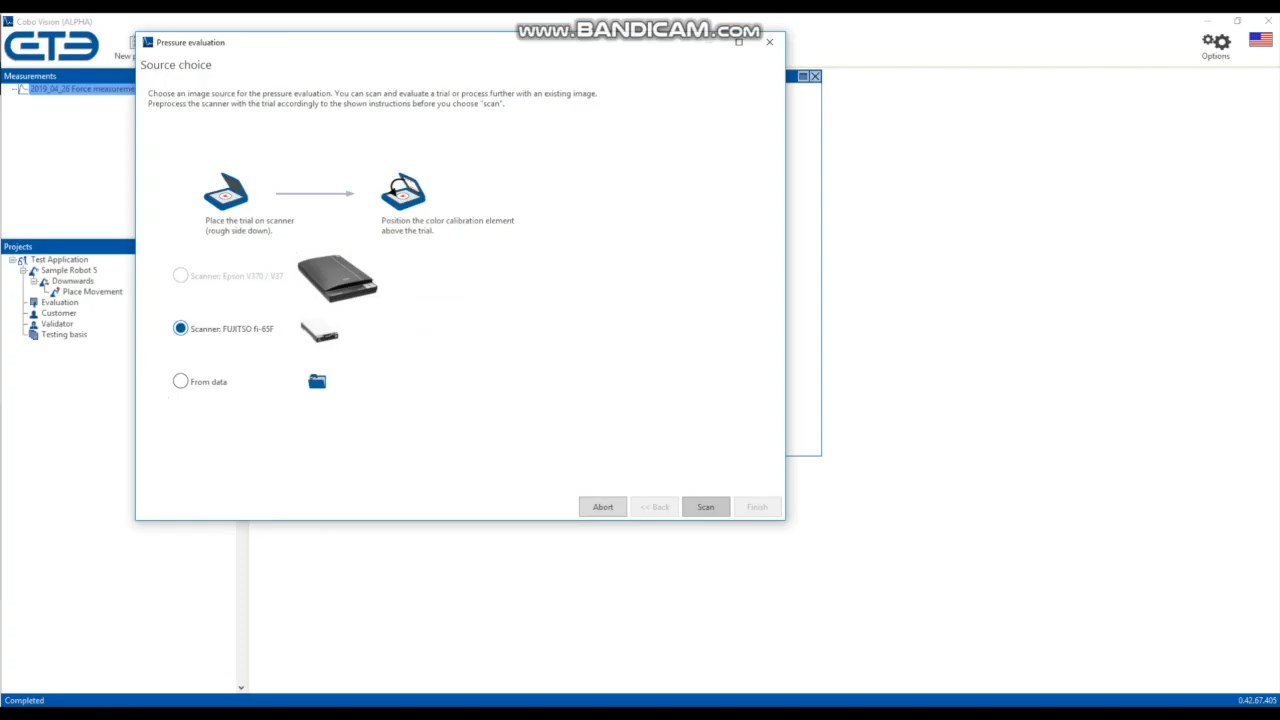 Cobo Vision (ALPHA)
www.BANDICAM.com
GTE
New
Options
Pressure evaluation
Source choice
Measurements
2019_04_26 Force measureme
Choose an image source for the pressure evaluation. You can scan and evaluate a trial or process further with an existing image.
Preprocess the scanner with the trial accordingly to the shown instructions before you choose "scan".
Place the trial on scanner
(rough side down).
Position the color calibration element
above the trial.
Projects
Test Application
Sample Robot 5
Downwards
Place Movement
Evaluation
Customer
Validator
Testing basis
Scanner: Epson V370 / V37
Scanner: FUJITSO fi-65F
From data
Abort
<< Back
Scan
Finish
Completed
0.42.67.405